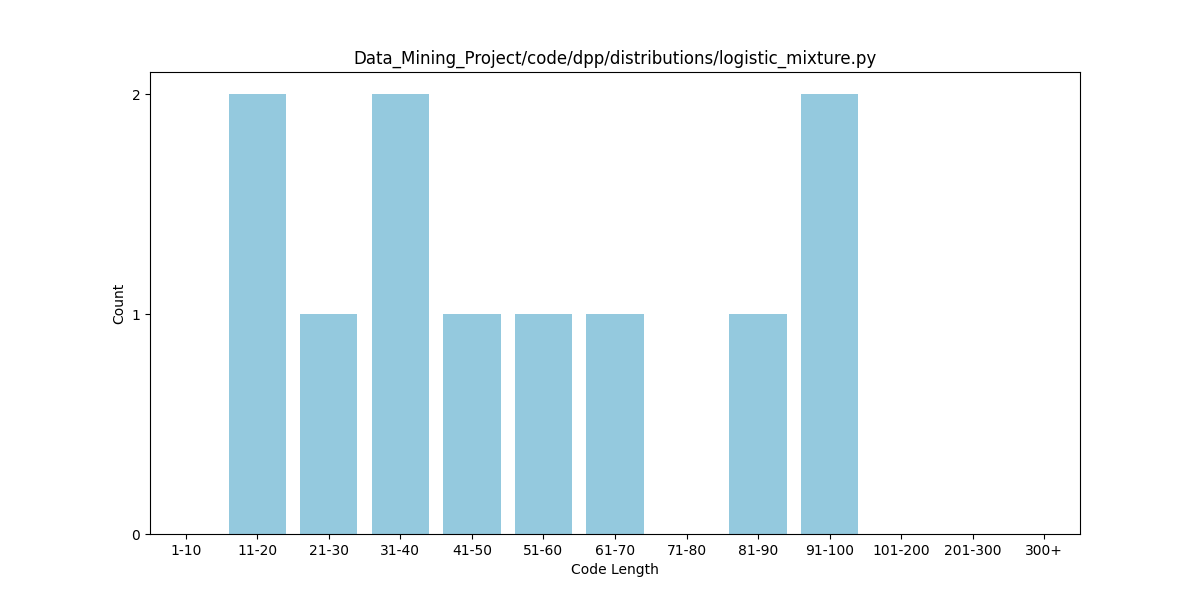 Data_Mining_Project/code/dpp/distributions/logistic_mixture.py
2
1
0
Count
1-10 11-20 21-30 31-40 41-50 51-60 61-70 71-80 81-90 91-100 101-200 201-300 300+
Code Length